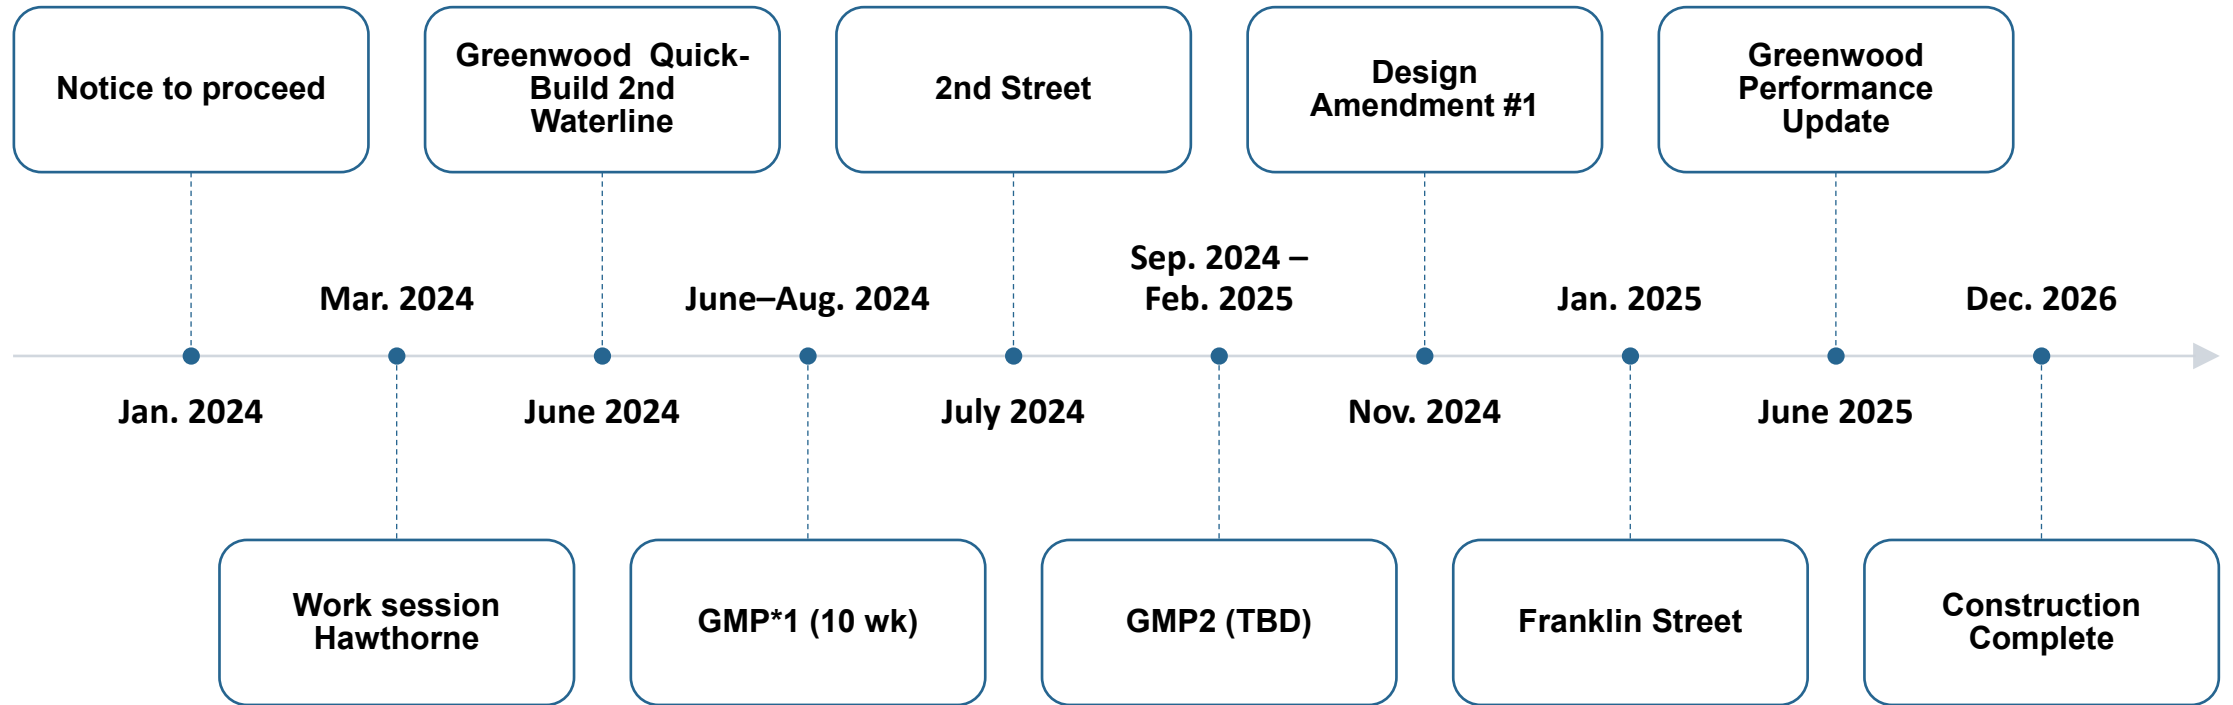 Notice to proceed
Greenwood  Quick-
Build 2nd
Waterline
2nd Street
Design
Amendment #1
Greenwood
Performance
Update
Mar. 2024
June–Aug. 2024
Sep. 2024 –
Feb. 2025
Jan. 2025
Dec. 2026
Jan. 2024
June 2024
July 2024
Nov. 2024
June 2025
Work session
Hawthorne
GMP*1 (10 wk)
GMP2 (TBD)
Franklin Street
Construction
Complete